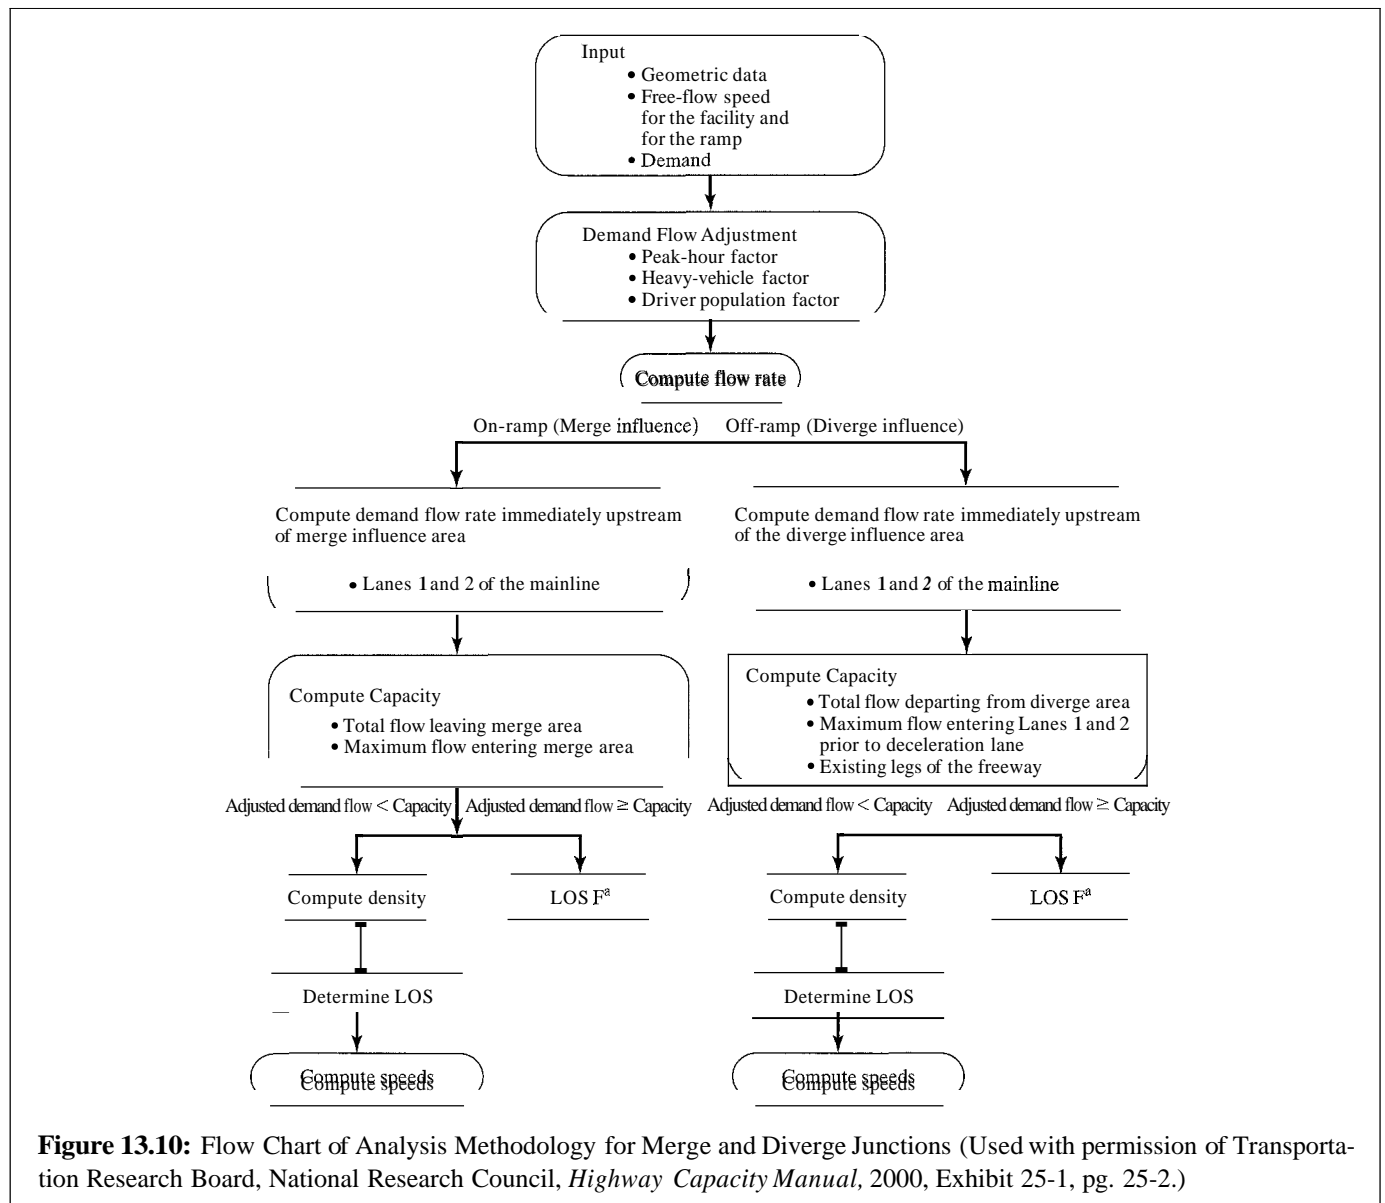 Input
• Geometric data
• Free-flow speed
for the facility and
for the ramp
• Demand
Demand Flow Adjustment
• Peak-hour factor
• Heavy-vehicle factor
• Driver population factor
Compute flow rate
On-ramp (Merge influence) Off-ramp (Diverge influence)
Compute demand flow rate immediately upstream
of merge influence area
• Lanes 1 and 2 of the mainline
Compute demand flow rate immediately upstream
of the diverge influence area
• Lanes 1 and 2 of the mainline
Compute Capacity
• Total flow leaving merge area
• Maximum flow entering merge area
Compute Capacity
• Total flow departing from diverge area
• Maximum flow entering Lanes 1 and 2
prior to deceleration lane
• Existing legs of the freeway
Adjusted demand flow < Capacity Adjusted demand flow ≥ Capacity
Adjusted demand flow < Capacity Adjusted demand flow ≥ Capacity
Compute density
LOS Fª
Compute density
LOS Fª
Determine LOS
Determine LOS
Compute speeds
Compute speeds
Figure 13.10: Flow Chart of Analysis Methodology for Merge and Diverge Junctions (Used with permission of Transporta-
tion Research Board, National Research Council, Highway Capacity Manual, 2000, Exhibit 25-1, pg. 25-2.)